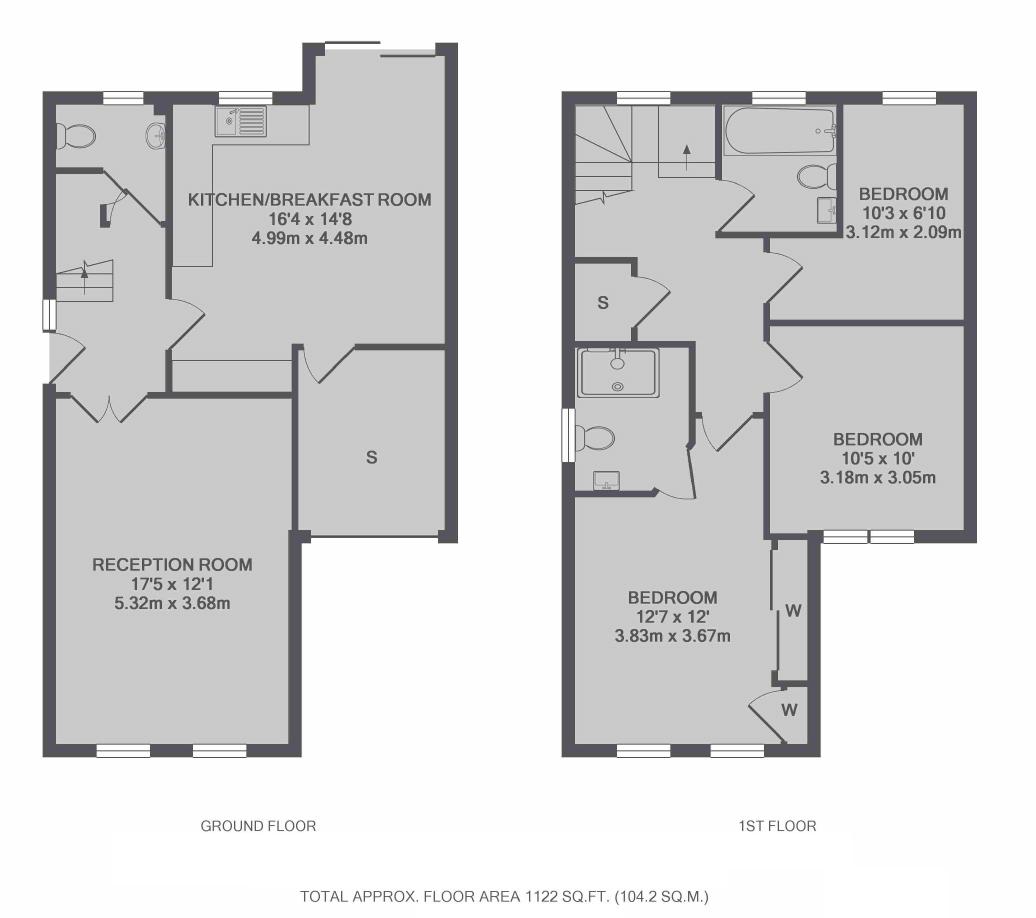 KITCHEN/BREAKFAST ROOM
16'4 x 14'8
4.99m x 4.48m
S
RECEPTION ROOM
17'5 x 12'1
5.32m x 3.68m
GROUND FLOOR
BEDROOM
10'3 x 6'10
3.12m x 2.09m
S
BEDROOM
10'5 x 10'
3.18m x 3.05m
BEDROOM
12'7 x 12'
3.83m x 3.67m
W
W
1ST FLOOR
TOTAL APPROX. FLOOR AREA 1122 SQ.FT. (104.2 SQ.M.)